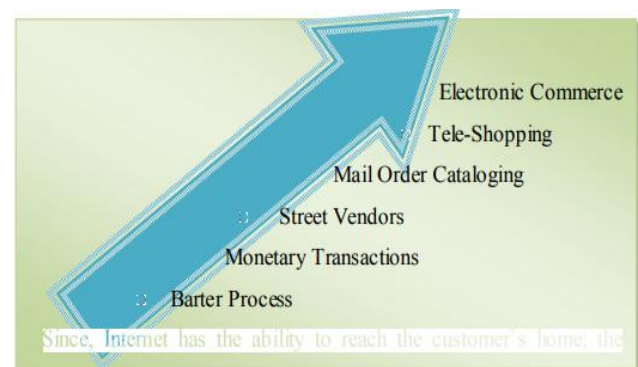 Electronic Commerce
Tele-Shopping
Mail Order Cataloging
Street Vendors
Monetary Transactions
Barter Process
Since, Internet has the ability to reach the customer's home; the